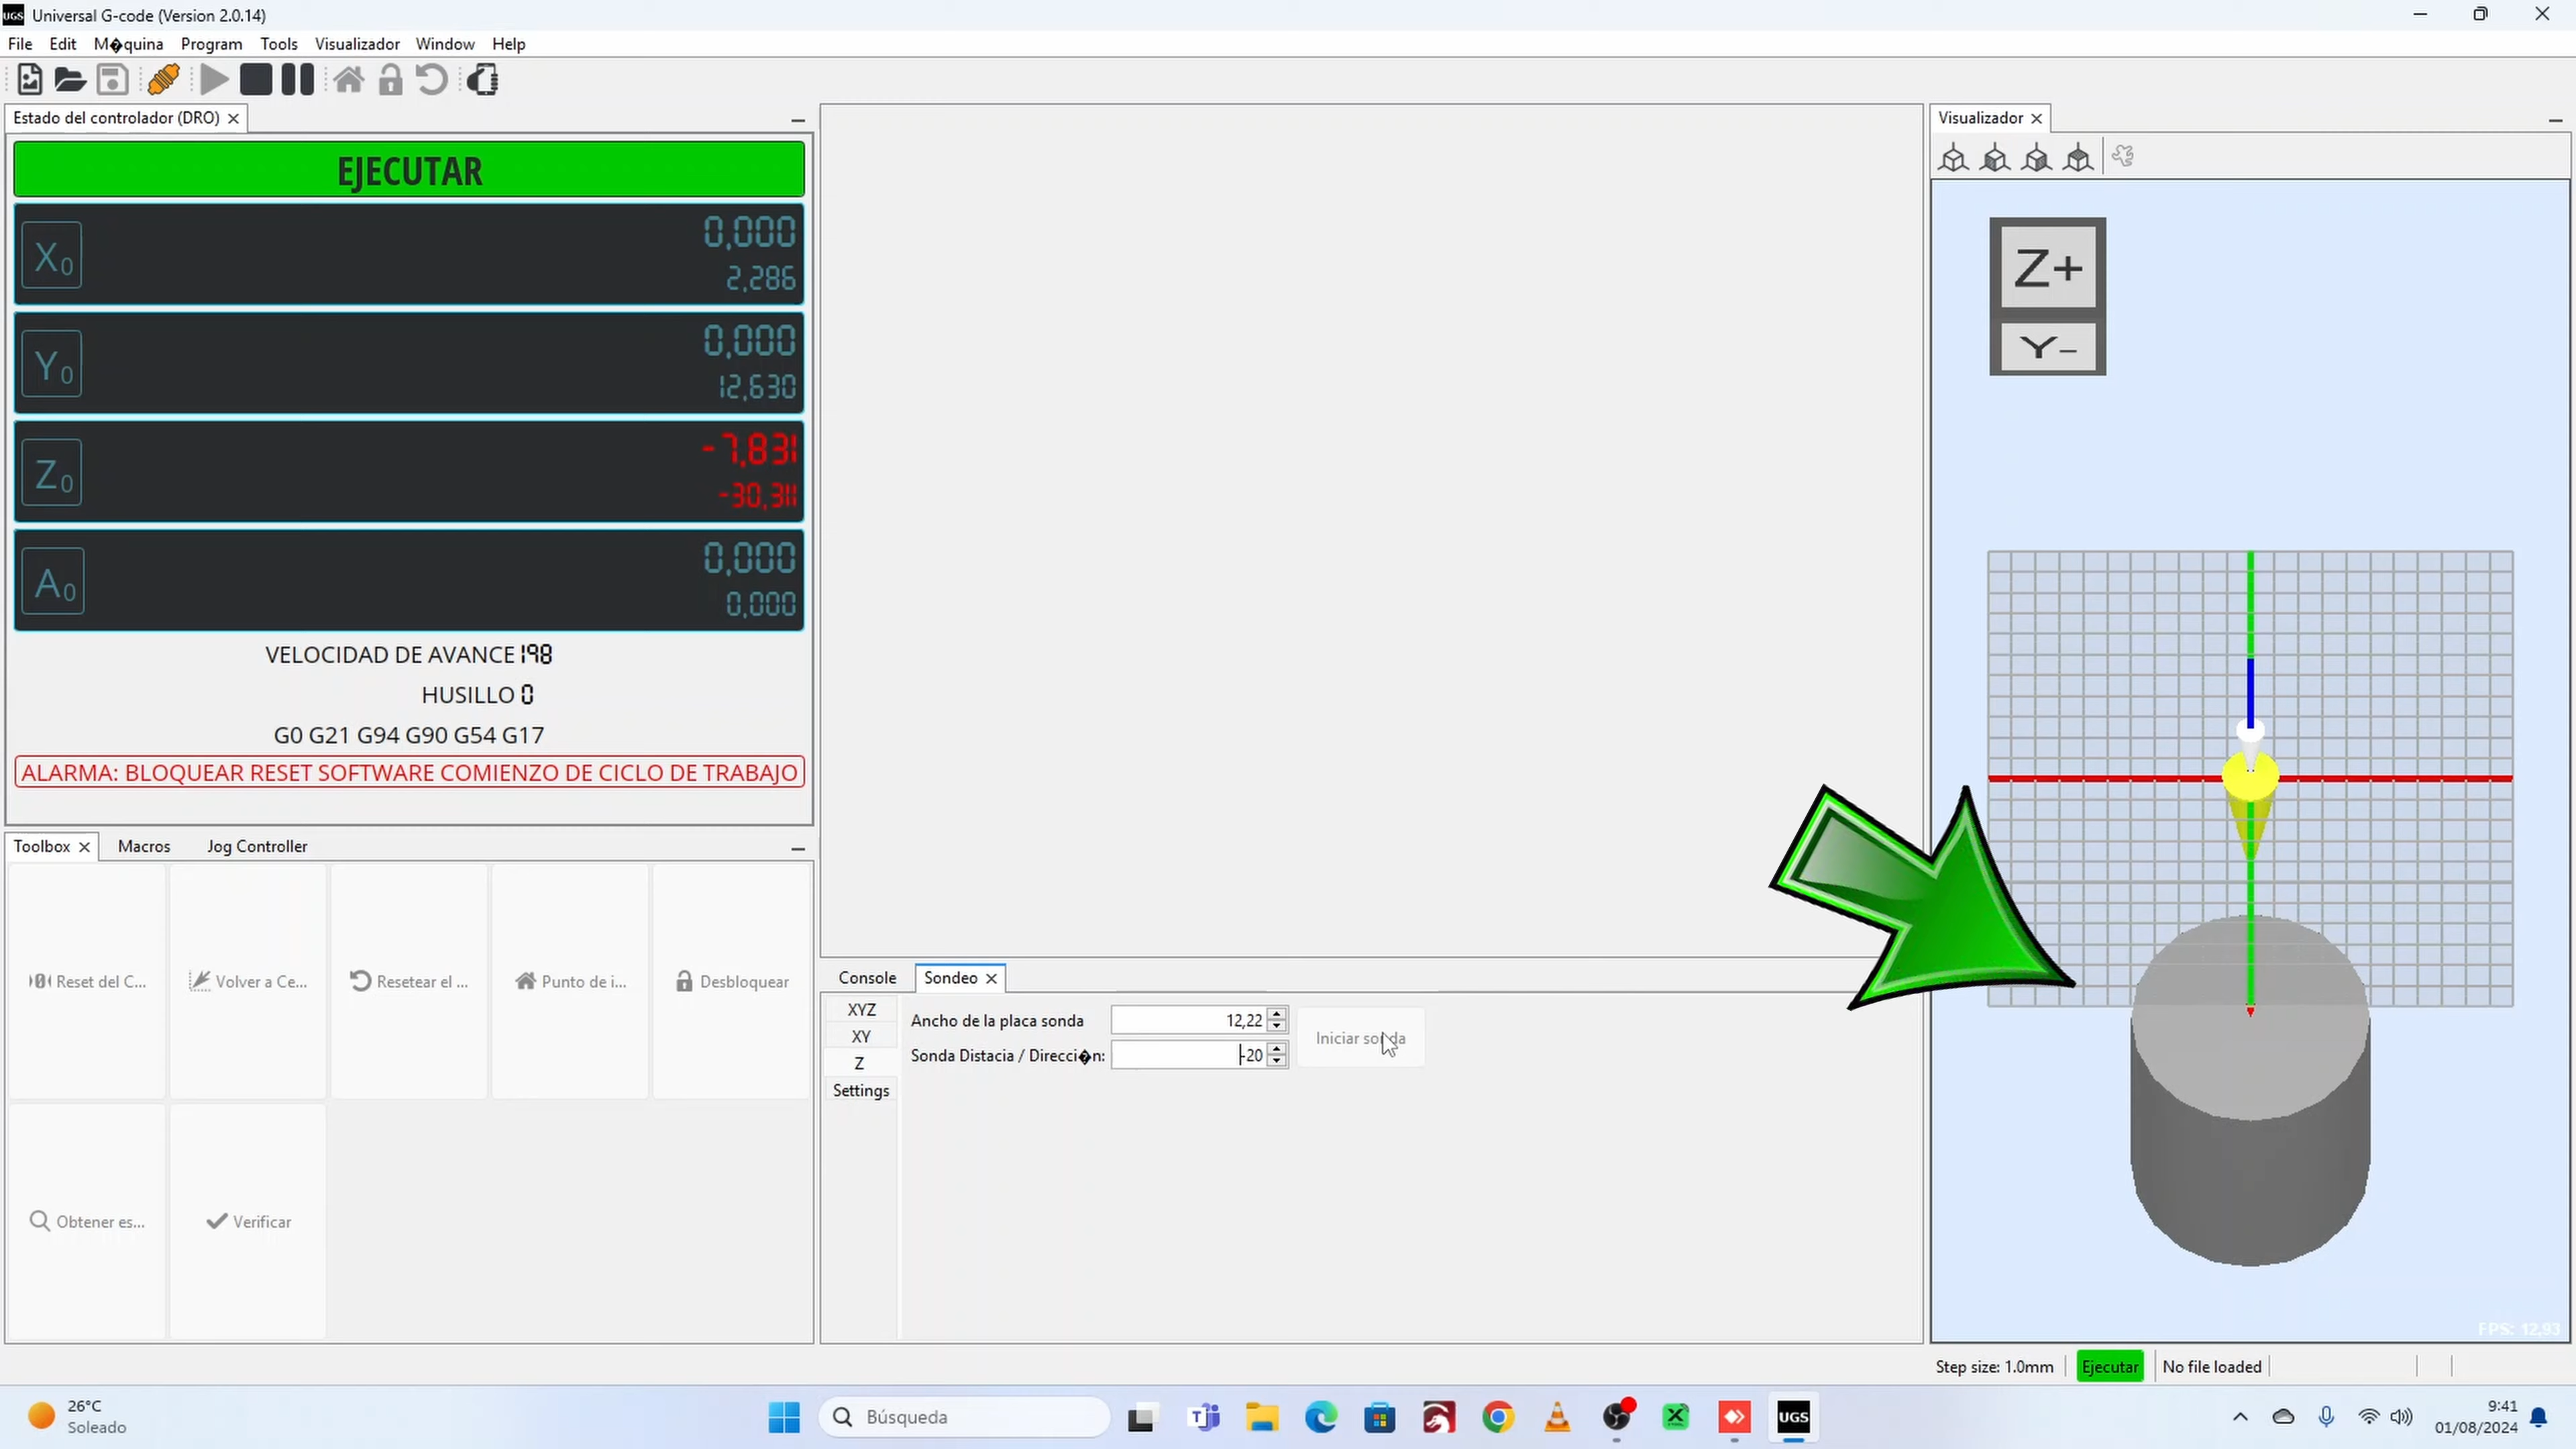 UGS Universal G-code (Version 2.0.14)
File Edit M�quina Program Tools Visualizador Window Help
Estado del controlador (DRO)
EJECUTAR
X0
0,000
2,286
Y0
0,000
12,630
Z0
-7,831
-30,311
A0
0,000
0,000
VELOCIDAD DE AVANCE 198
HUSILLO 0
G0 G21 G94 G90 G54 G17
ALARMA: BLOQUEAR RESET SOFTWARE COMIENZO DE CICLO DE TRABAJO
Toolbox Macros Jog Controller
Reset del C... Volver a Ce... Resetear el ... Punto de i... Desbloquear
Obtener es... Verificar
Console Sondeo
XYZ
XY
Z
Settings
Ancho de la placa sonda 12,22
Sonda Distacia / Direcci�n: -20
Iniciar sonda
Visualizador
Z+
Y-
FPS: 12,93
Step size: 1.0mm Ejecutar No file loaded
26°C
Soleado
Búsqueda
UGS
9:41
01/08/2024